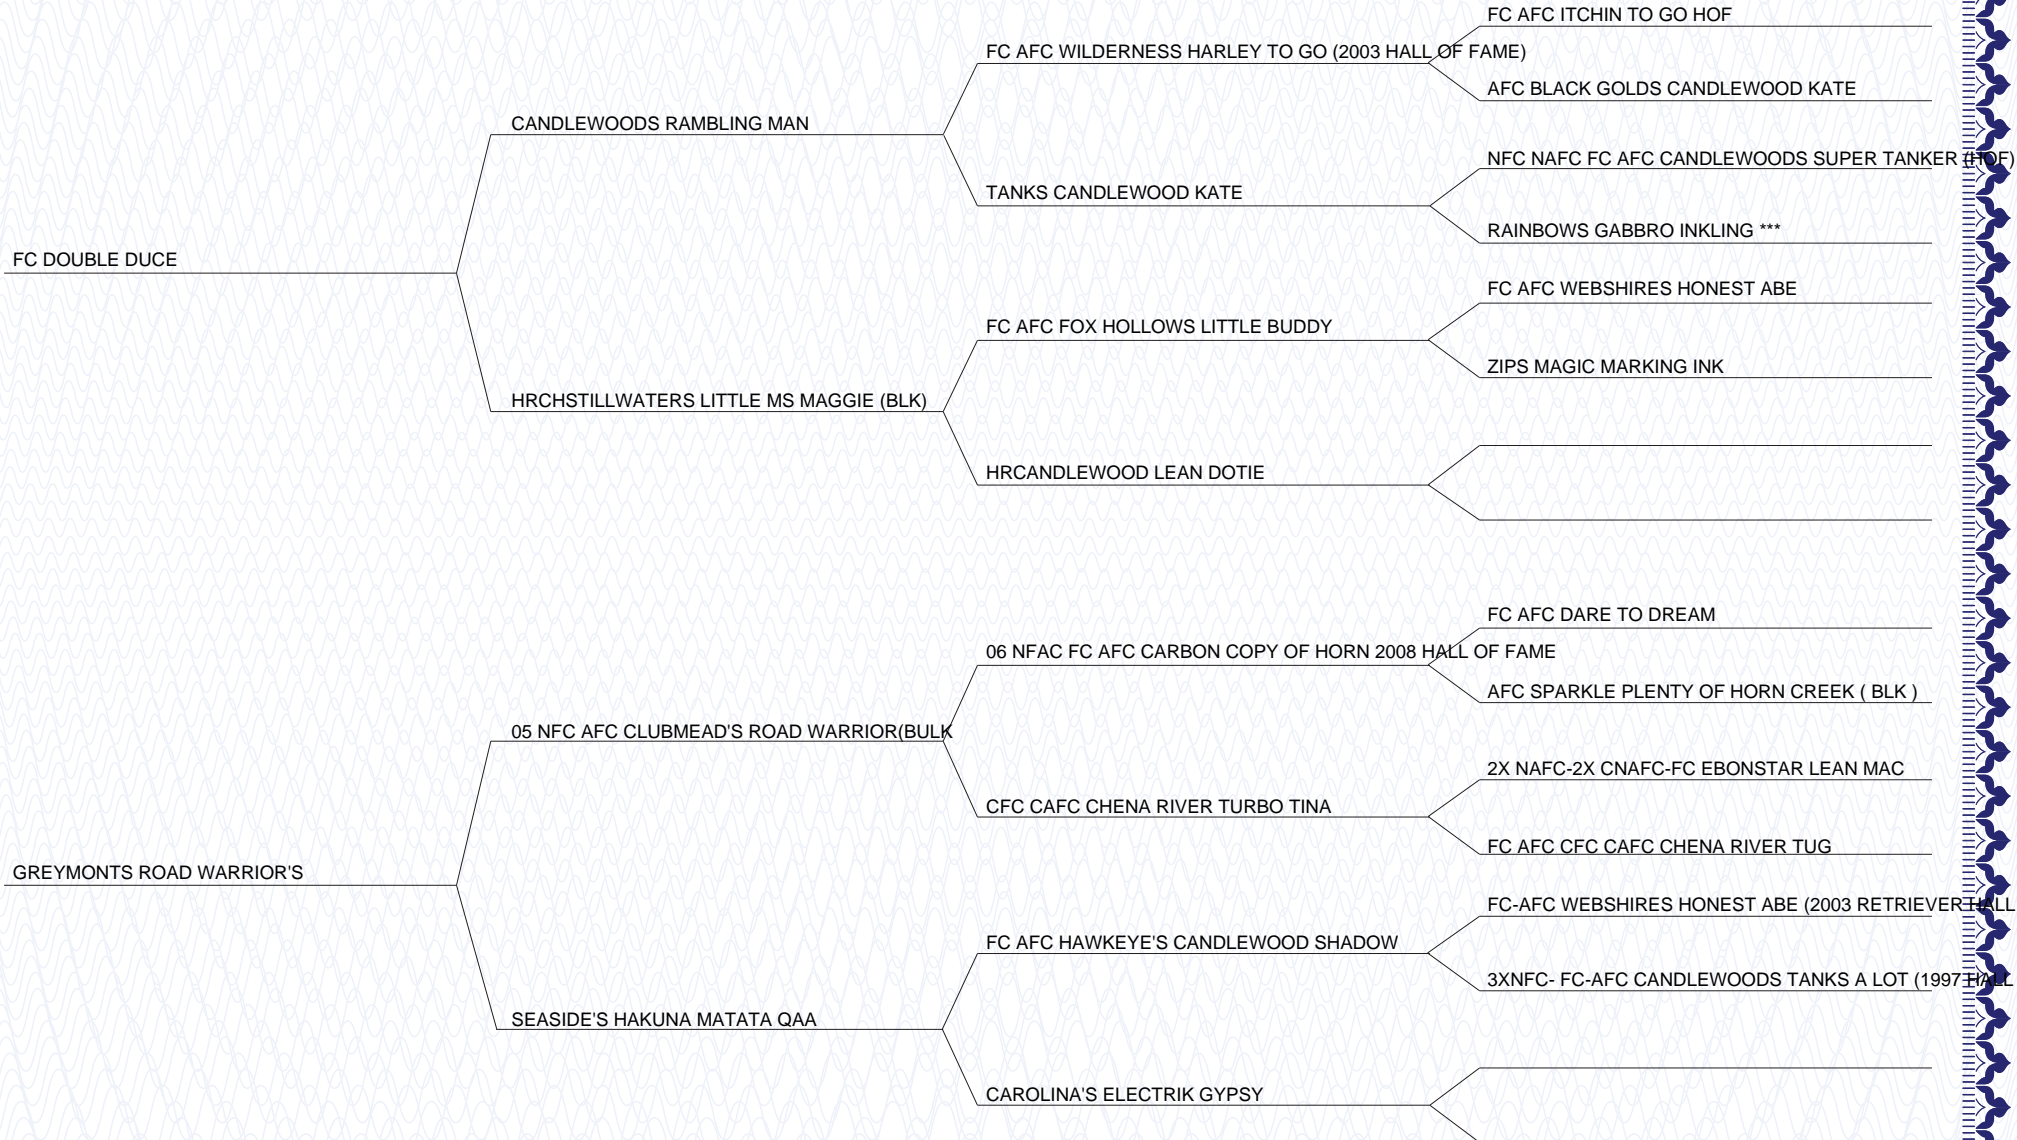 FC AFC ITCHIN TO GO HOF
FC AFC WILDERNESS HARLEY TO GO (2003 HALL OF FAME)
AFC BLACK GOLDS CANDLEWOOD KATE
CANDLEWOODS RAMBLING MAN
NFC NAFC FC AFC CANDLEWOODS SUPER TANKER (HOF)
TANKS CANDLEWOOD KATE
RAINBOWS GABBRO INKLING ***
FC DOUBLE DUCE
FC AFC WEBSHIRES HONEST ABE
FC AFC FOX HOLLOWS LITTLE BUDDY
ZIPS MAGIC MARKING INK
HRCHSTILLWATERS LITTLE MS MAGGIE (BLK)
HRCANDLEWOOD LEAN DOTIE
FC AFC DARE TO DREAM
06 NFAC FC AFC CARBON COPY OF HORN 2008 HALL OF FAME
AFC SPARKLE PLENTY OF HORN CREEK ( BLK )
05 NFC AFC CLUBMEAD'S ROAD WARRIOR(BULK
2X NAFC-2X CNAFC-FC EBONSTAR LEAN MAC
CFC CAFC CHENA RIVER TURBO TINA
FC AFC CFC CAFC CHENA RIVER TUG
GREYMONTS ROAD WARRIOR'S
FC-AFC WEBSHIRES HONEST ABE (2003 RETRIEVER HALL
FC AFC HAWKEYE'S CANDLEWOOD SHADOW
3XNFC- FC-AFC CANDLEWOODS TANKS A LOT (1997 HALL
SEASIDE'S HAKUNA MATATA QAA
CAROLINA'S ELECTRIK GYPSY